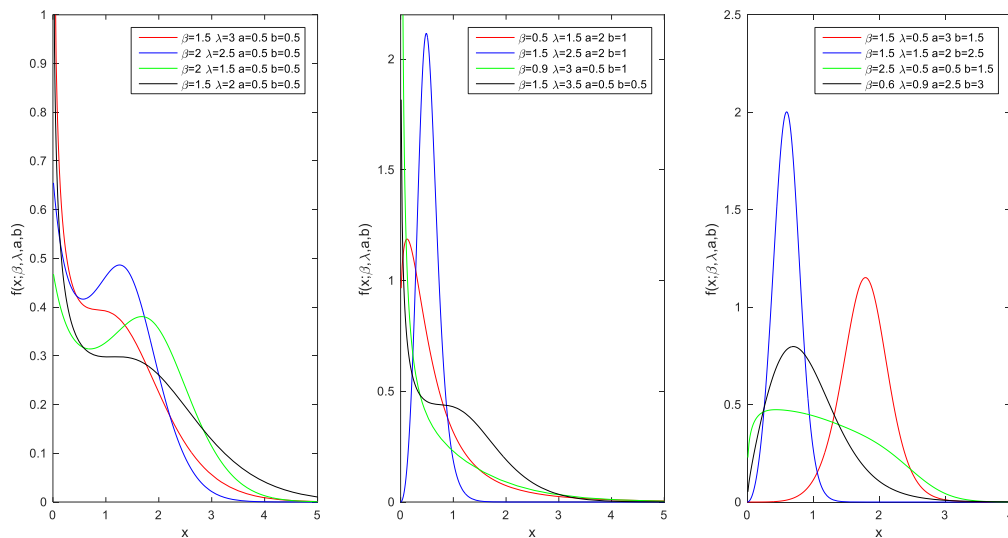 1
0.9
0.8
0.7
0.6
0.5
0.4
0.3
0.2
0.1
0
f(x;β,λ,a,b)
0 1 2 3 4 5
x
β=1.5 λ=3 a=0.5 b=0.5
β=2 λ=2.5 a=0.5 b=0.5
β=2 λ=1.5 a=0.5 b=0.5
β=1.5 λ=2 a=0.5 b=0.5
2
1.5
1
0.5
0
f(x;β,λ,a,b)
0 1 2 3 4 5
x
β=0.5 λ=1.5 a=2 b=1
β=1.5 λ=2.5 a=2 b=1
β=0.9 λ=3 a=0.5 b=1
β=1.5 λ=3.5 a=0.5 b=0.5
2.5
2
1.5
1
0.5
0
f(x;β,λ,a,b)
0 1 2 3 4
x
β=1.5 λ=0.5 a=3 b=1.5
β=1.5 λ=1.5 a=2 b=2.5
β=2.5 λ=0.5 a=0.5 b=1.5
β=0.6 λ=0.9 a=2.5 b=3